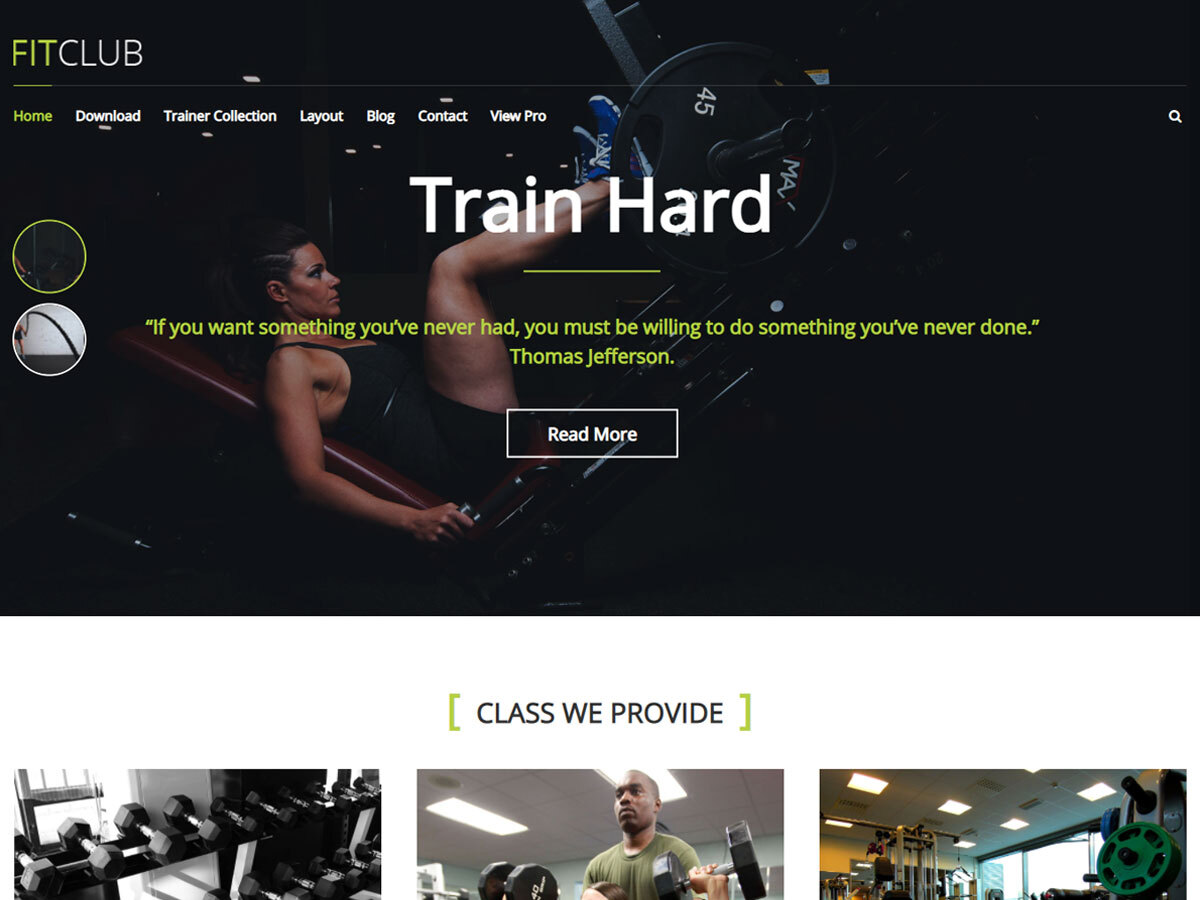 FITCLUB
Home Download Trainer Collection Layout Blog Contact View Pro
45
Train Hard
“If you want something you’ve never had, you must be willing to do something you’ve never done.”
Thomas Jefferson.
Read More
[ CLASS WE PROVIDE ]
40